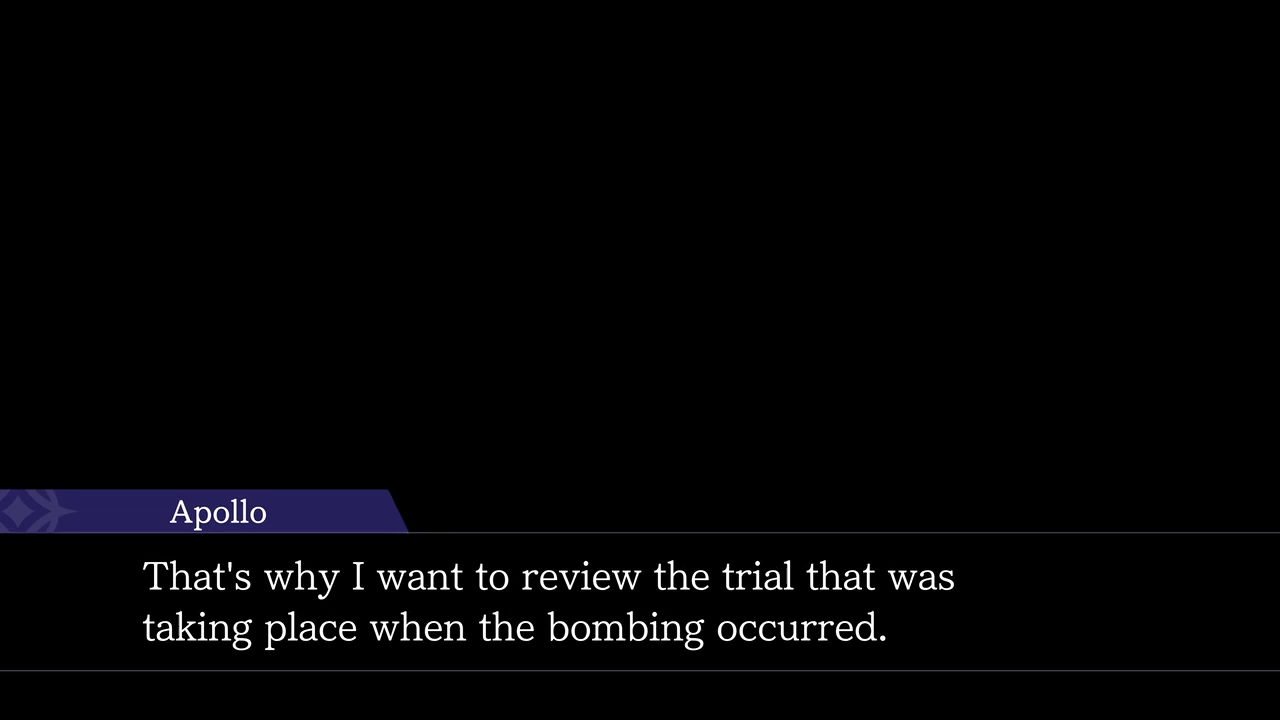 Apollo
That's why I want to review the trial that was
taking place when the bombing occurred.